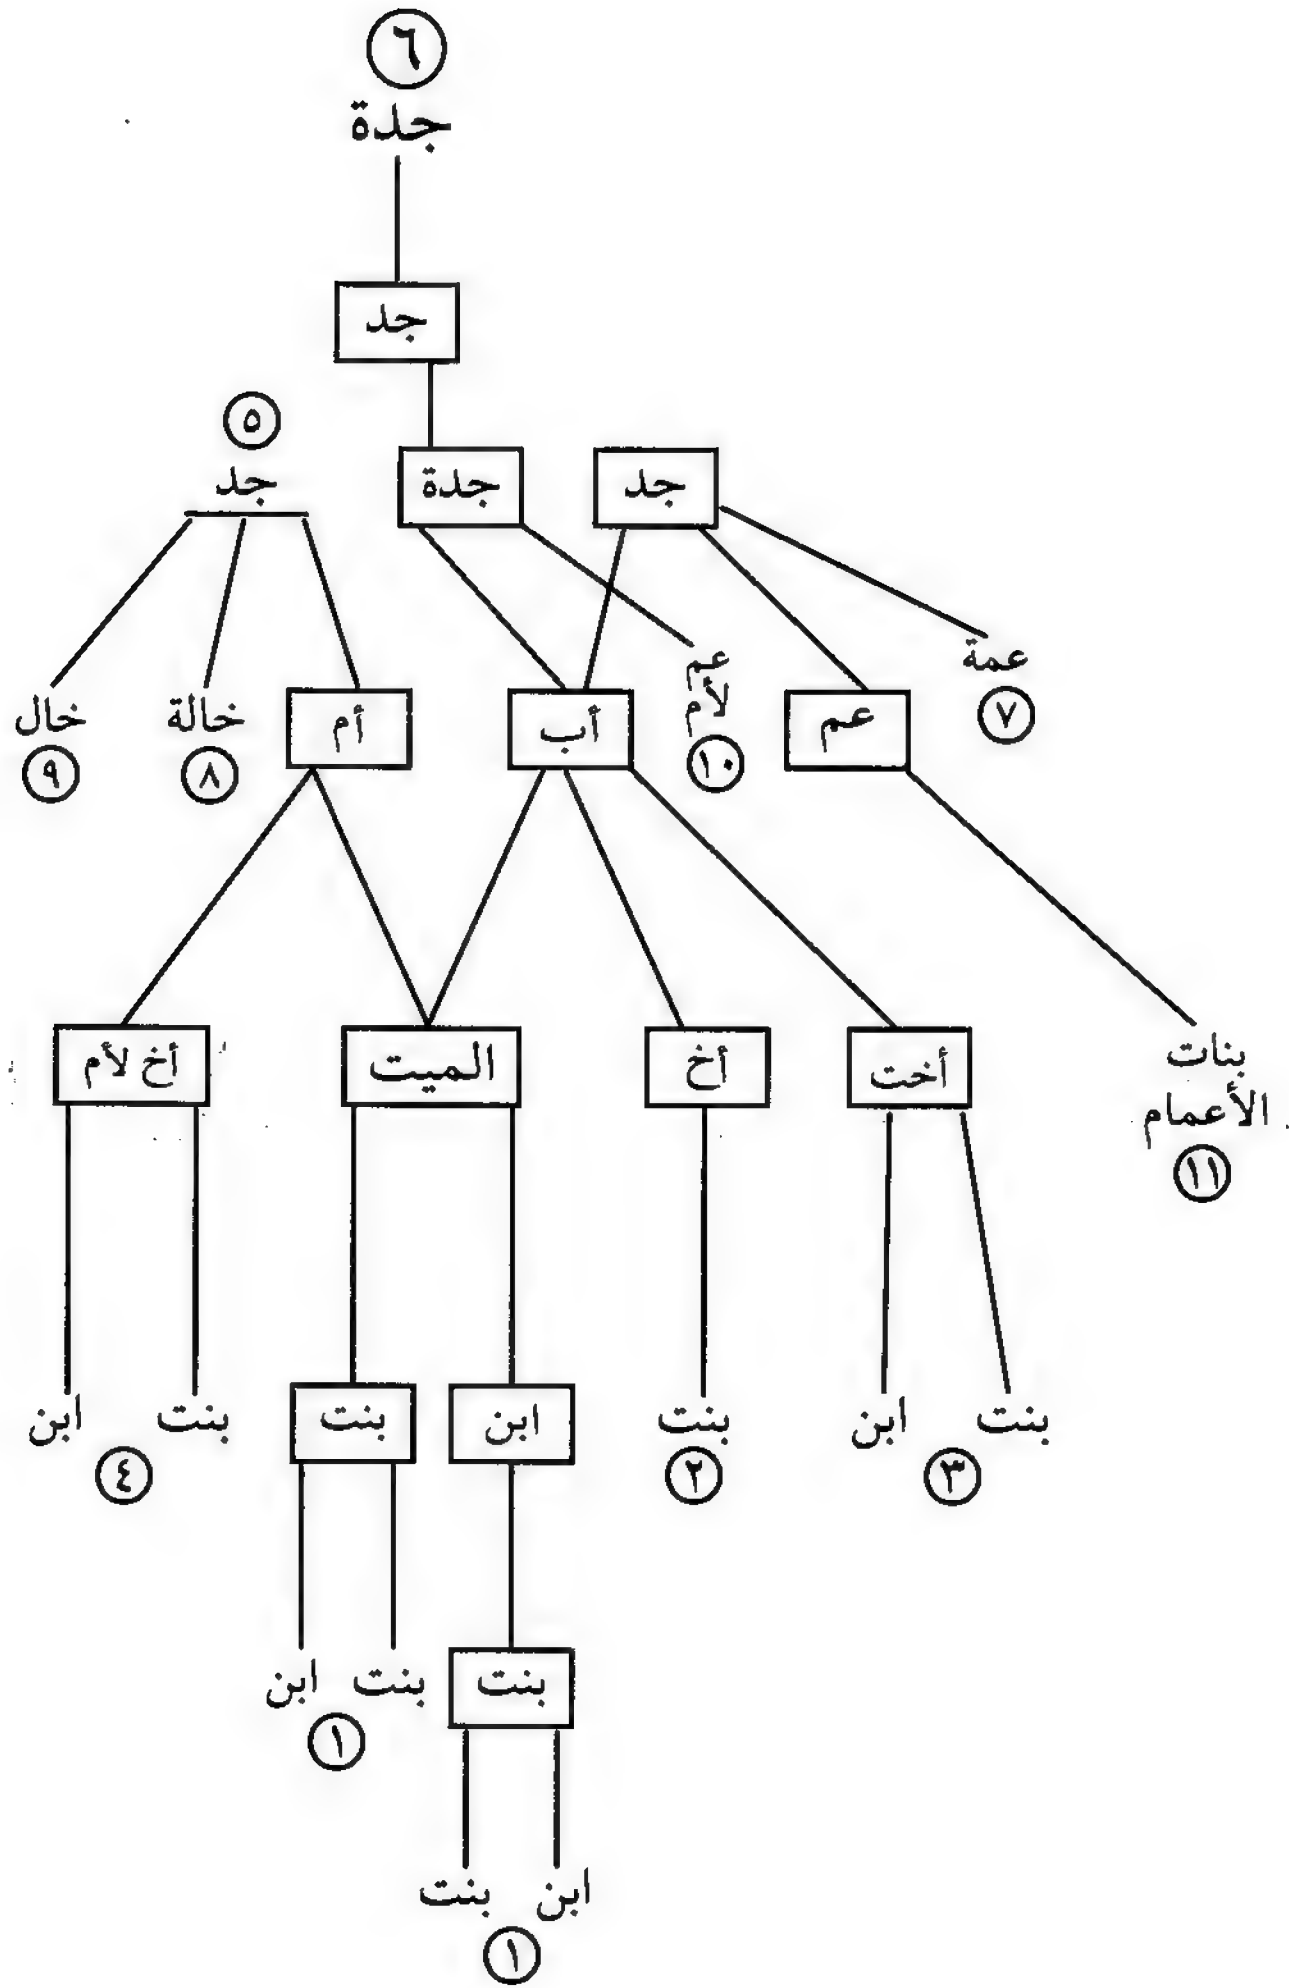 ٦
جدة
جد
٥
جد
جدة
جد
عمة
٧
عم
لأم
١٠
عم
أب
أم
خالة
٨
خال
٩
بنات
الأعمام
١١
أخت
أخ
الميت
أخ لأم
بنت
ابن
٣
بنت
٢
ابن
بنت
بنت
ابن
٤
بنت
بنت
ابن
١
ابن
بنت
١